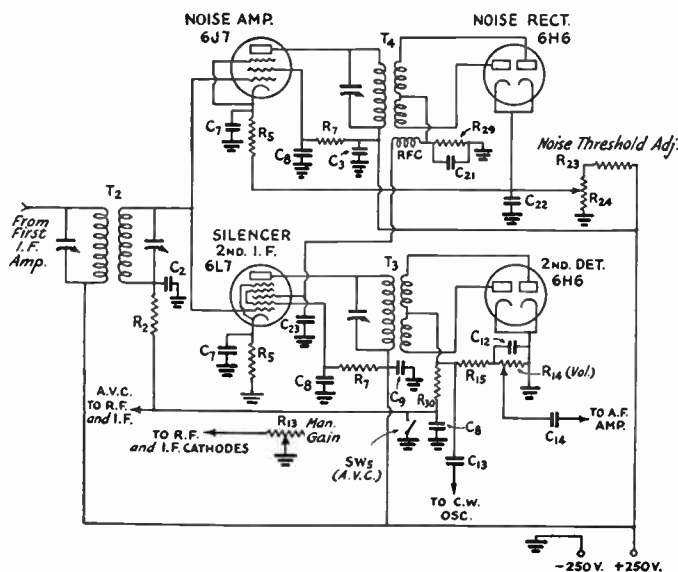 NOISE AMP.
6J7
NOISE RECT.
6H6
T4
C7
R5
R7
C8
C3
RFC
R29
C21
Noise Threshold Adj.
R23
R24
C22
T2
From
First
I.F.
Amp.
C2
R2
SILENCER
2ND. I.F.
6L7
T3
2ND. DET.
6H6
C23
C7
R5
C8
R7
C9
R30
C12
R15
R14 (Vol.)
A.V.C.
TO R.F.
and I.F.
R13
Man.
Gain
TO R.F.
and I.F. CATHODES
SW5
(A.V.C.)
C8
C13
C14
TO A.F.
AMP.
TO C.W.
OSC.
-250V.
+250V.